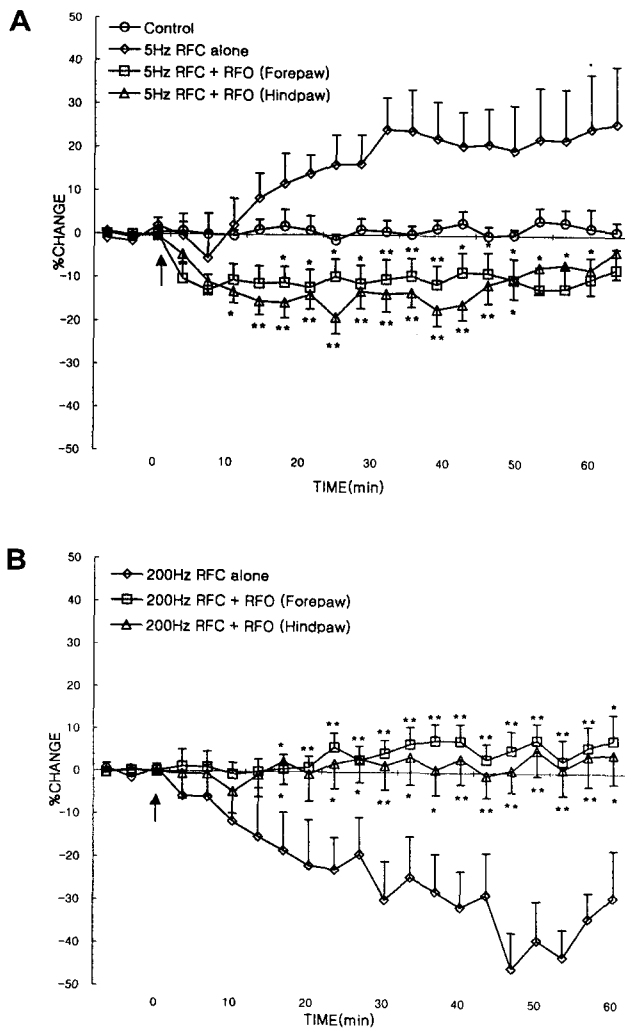 A
Control
5Hz RFC alone
5Hz RFC + RFO (Forepaw)
5Hz RFC + RFO (Hindpaw)
50
40
30
20
10
0
-10
-20
-30
-40
-50
%CHANGE
* * * ** ** ** * * * * * *
* ** ** ** ** ** ** ** ** ** ** ** *
0 10 20 30 40 50 60
TIME(min)
B
200Hz RFC alone
200Hz RFC + RFO (Forepaw)
200Hz RFC + RFO (Hindpaw)
50
40
30
20
10
0
-10
-20
-30
-40
-50
%CHANGE
* ** ** ** ** ** ** ** ** ** ** ** ** *
* * * ** * * ** ** ** ** ** ** *
0 10 20 30 40 50 60
TIME(min)